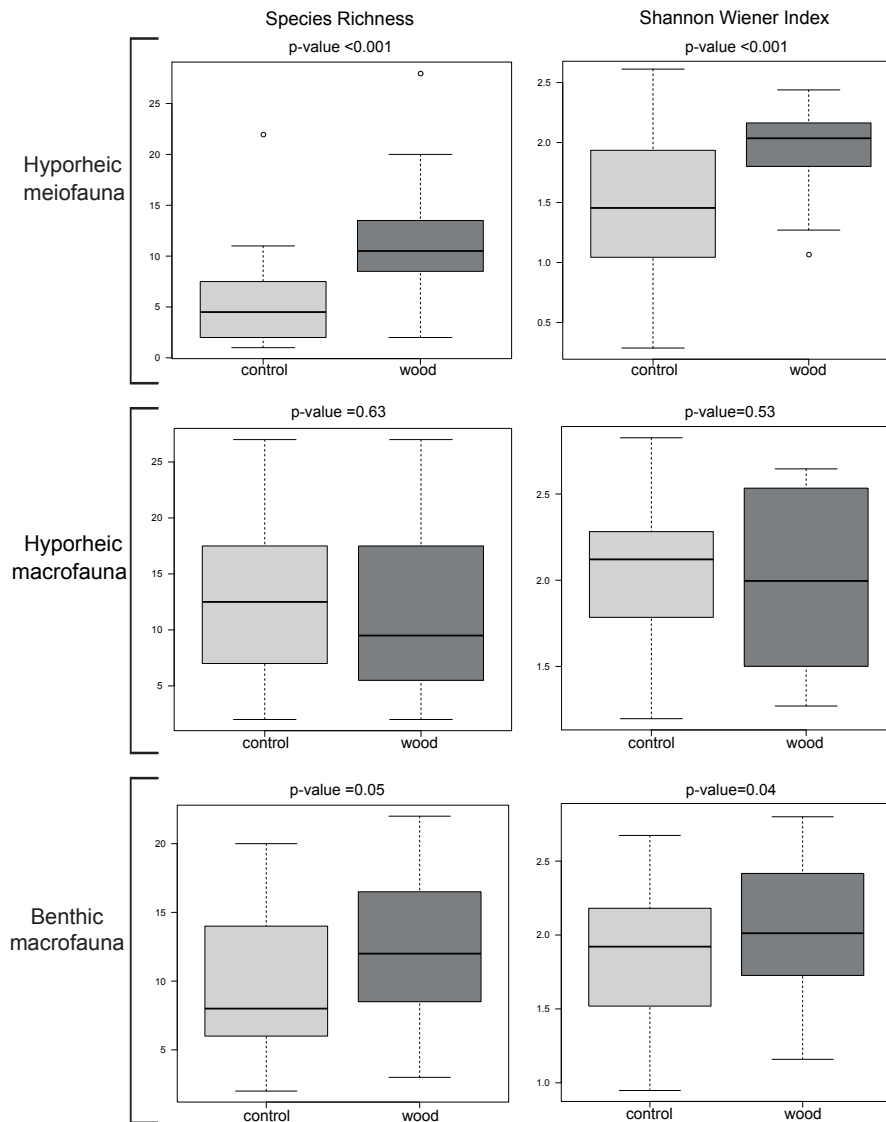 Species Richness
Shannon Wiener Index
p-value <0.001
p-value <0.001
Hyporheic
meiofauna
25
20
15
10
5
0
control
wood
2.5
2.0
1.5
1.0
0.5
control
wood
p-value =0.63
p-value=0.53
Hyporheic
macrofauna
25
20
15
10
5
control
wood
2.5
2.0
1.5
control
wood
p-value =0.05
p-value=0.04
Benthic
macrofauna
20
15
10
5
control
wood
2.5
2.0
1.5
1.0
control
wood